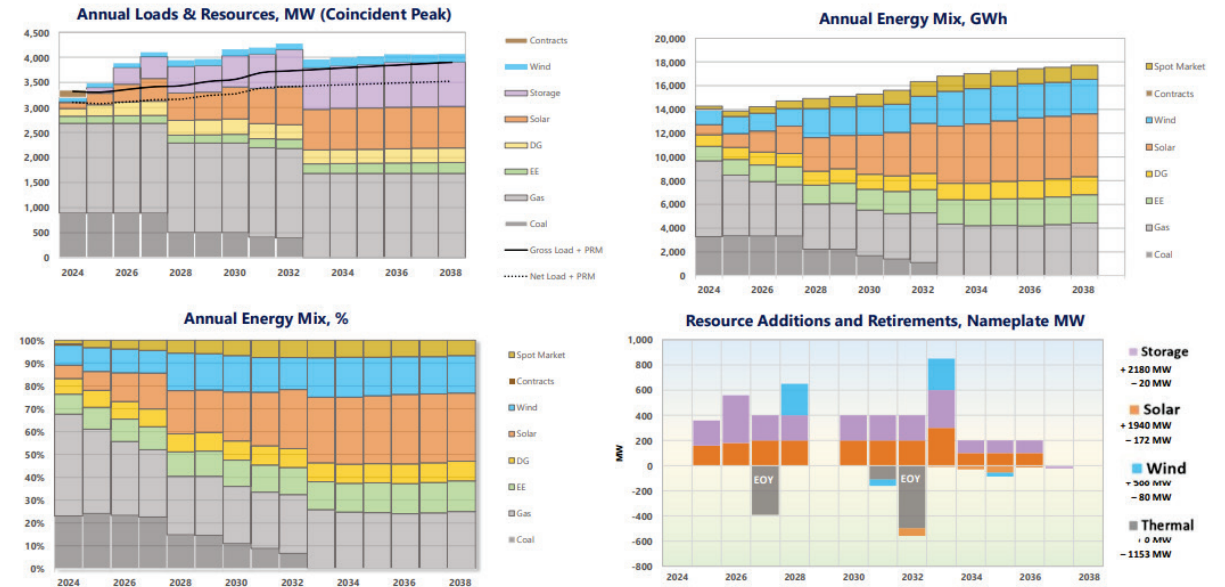 Annual Loads & Resources, MW (Coincident Peak)
4,500
4,000
3,500
3,000
2,500
2,000
1,500
1,000
500
0
2024 2026 2028 2030 2032 2034 2036 2038
Contracts
Wind
Storage
Solar
DG
EE
Gas
Coal
Gross Load + PRM
Net Load + PRM
Annual Energy Mix, GWh
20,000
18,000
16,000
14,000
12,000
10,000
8,000
6,000
4,000
2,000
0
2024 2026 2028 2030 2032 2034 2036 2038
Spot Market
Contracts
Wind
Solar
DG
EE
Gas
Coal
Annual Energy Mix, %
100%
90%
80%
70%
60%
50%
40%
30%
20%
10%
0%
2024 2026 2028 2030 2032 2034 2036 2038
Spot Market
Contracts
Wind
Solar
DG
EE
Gas
Coal
Resource Additions and Retirements, Nameplate MW
1,000
800
600
400
200
0
-200
-400
-600
-800
MW
EOY
EOY
2024 2026 2028 2030 2032 2034 2036 2038
Storage
+ 2180 MW
– 20 MW
Solar
+ 1940 MW
– 172 MW
Wind
+ 500 MW
– 80 MW
Thermal
0 MW
– 1153 MW